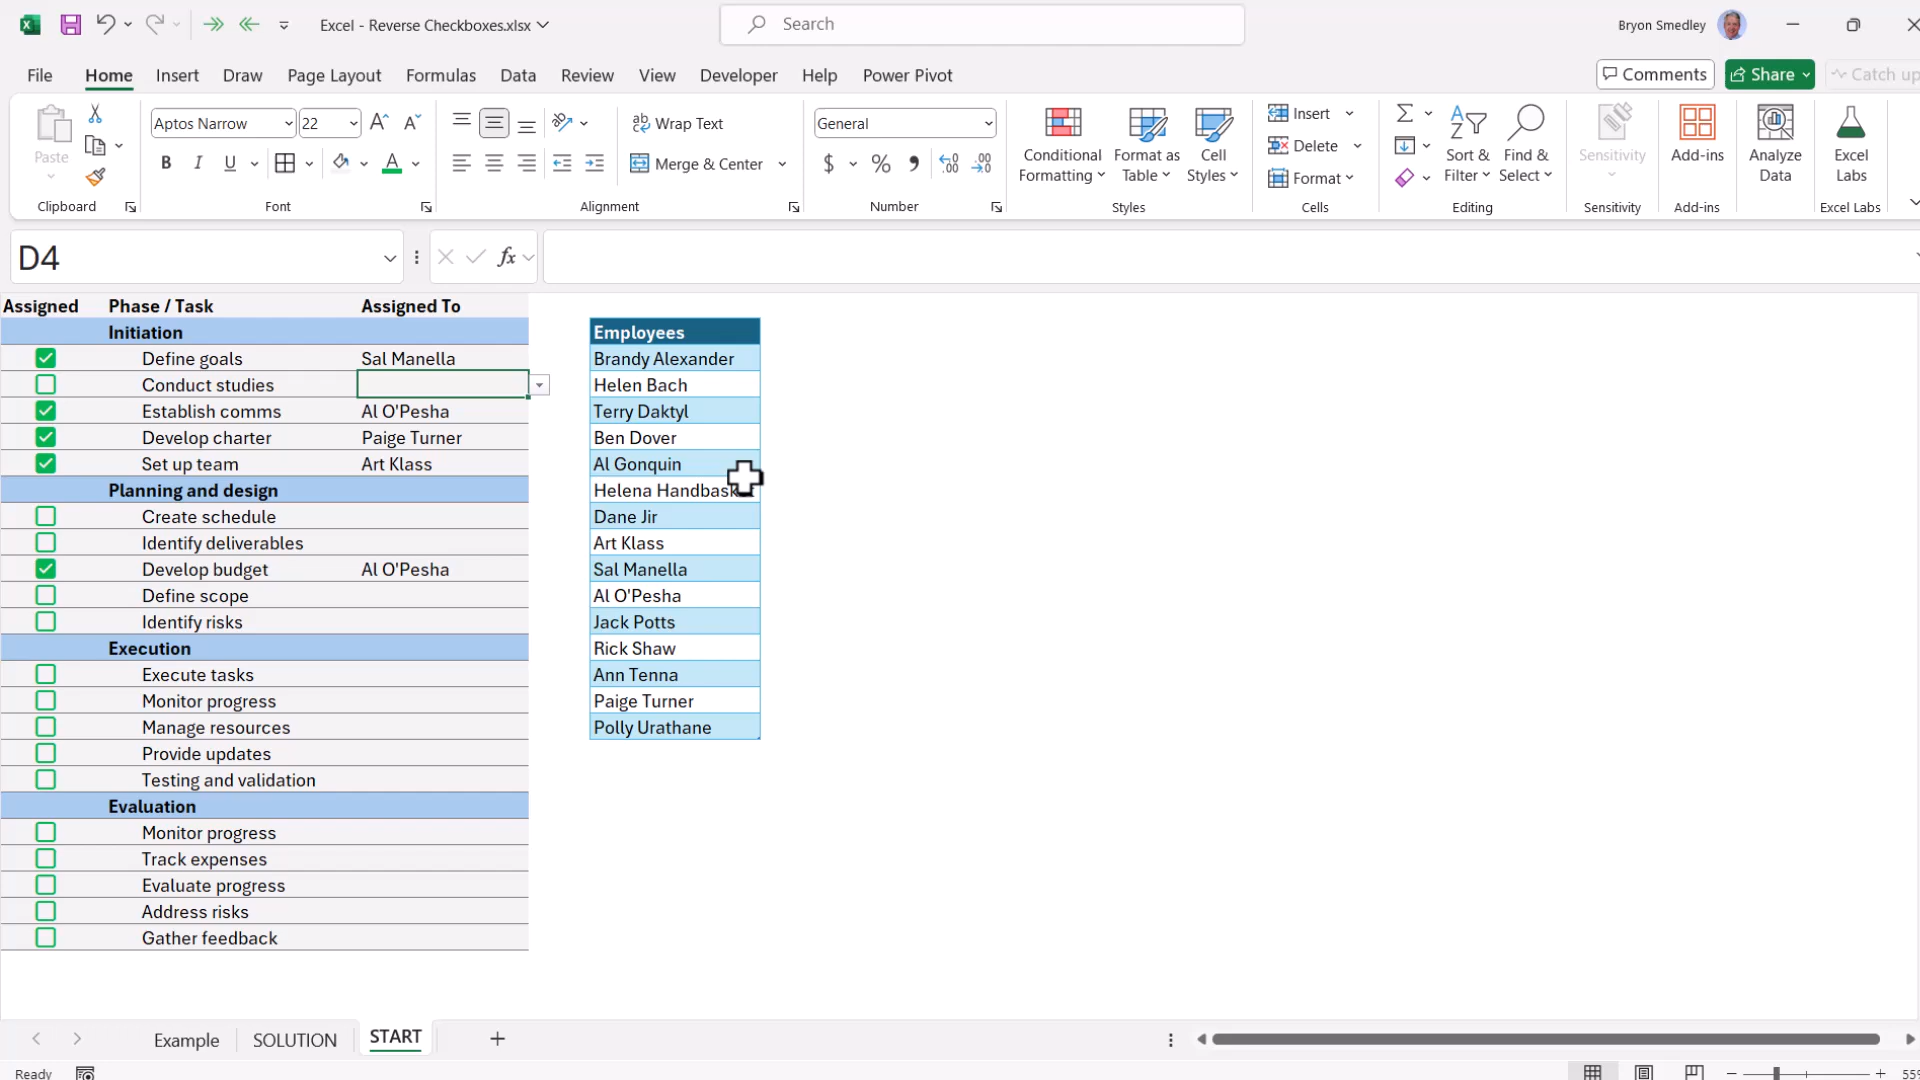 Excel - Reverse Checkboxes.xlsx
Search
Bryon Smedley
File Home Insert Draw Page Layout Formulas Data Review View Developer Help Power Pivot
Comments Share Catch up
Paste
Aptos Narrow 22
Wrap Text
Merge & Center
General
Conditional Formatting
Format as Table
Cell Styles
Insert
Delete
Format
Sort & Filter
Find & Select
Sensitivity
Add-ins
Analyze Data
Excel Labs
Clipboard Font Alignment Number Styles Cells Editing Sensitivity Add-ins Excel Labs
D4
fx
Assigned Phase / Task Assigned To
Initiation Employees
Define goals Sal Manella Brandy Alexander
Conduct studies Helen Bach
Establish comms Al O'Pesha Terry Daktyl
Develop charter Paige Turner Ben Dover
Set up team Art Klass Al Gonquin
Planning and design Helena
Create schedule Dane Jir
Identify deliverables Art Klass
Develop budget Al O'Pesha Sal Manella
Define scope Al O'Pesha
Identify risks Jack Potts
Execution Rick Shaw
Execute tasks Ann Tenna
Monitor progress Paige Turner
Manage resources Polly Urathane
Provide updates
Testing and validation
Evaluation
Monitor progress
Track expenses
Evaluate progress
Address risks
Gather feedback
Example SOLUTION START
Ready